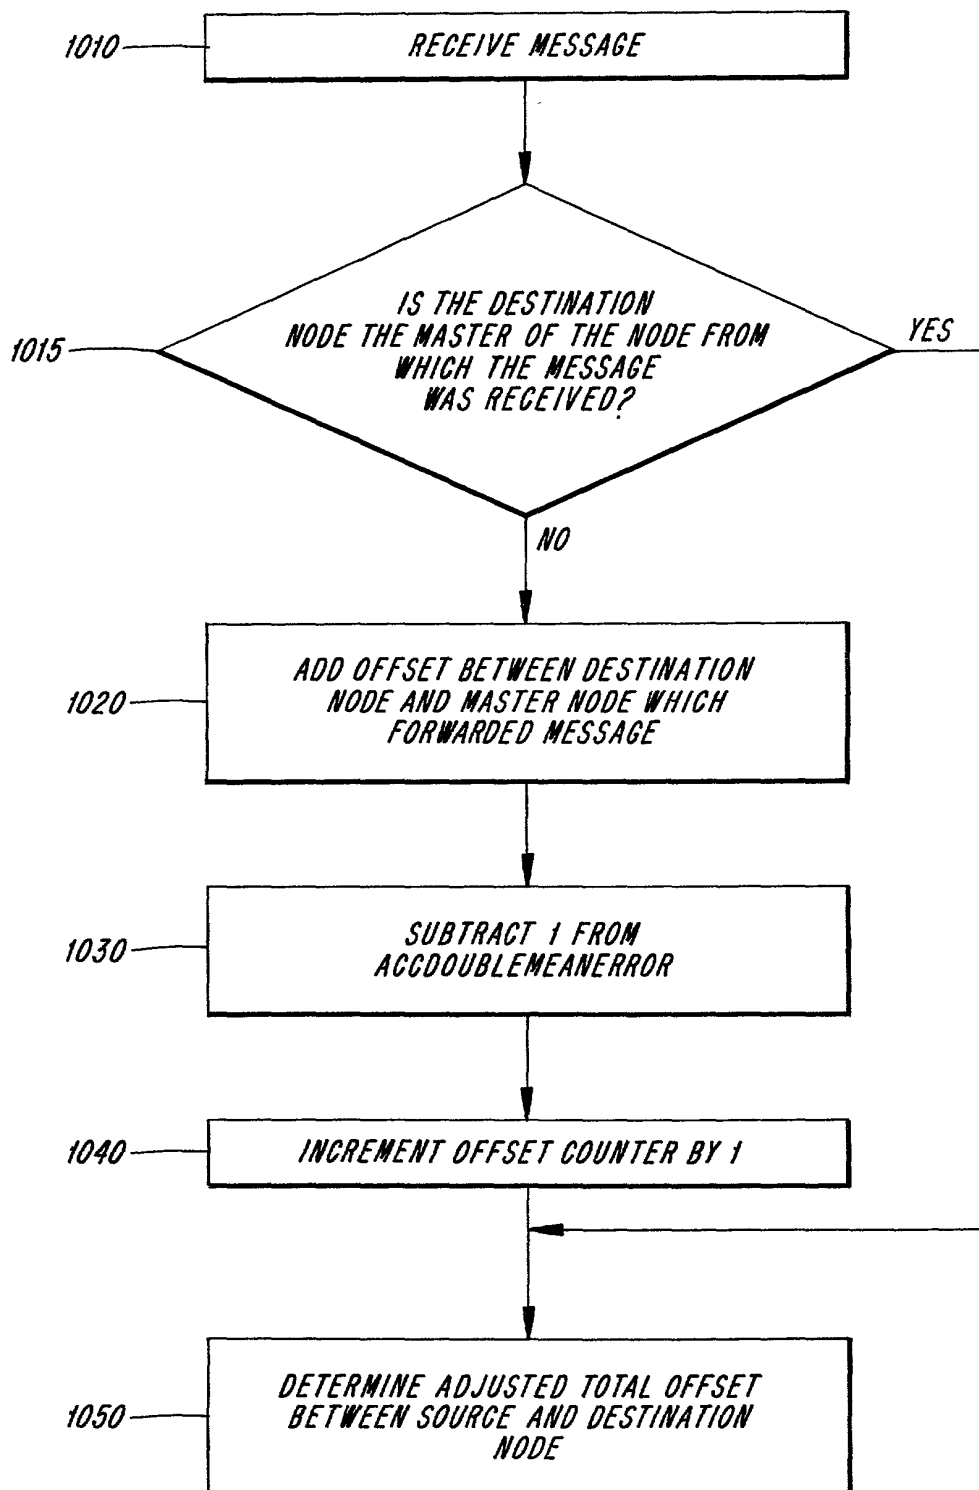 1010
RECEIVE MESSAGE
IS THE DESTINATION
NODE THE MASTER OF THE NODE FROM
WHICH THE MESSAGE
WAS RECEIVED?
1015
YES
NO
1020
ADD OFFSET BETWEEN DESTINATION
NODE AND MASTER NODE WHICH
FORWARDED MESSAGE
1030
SUBTRACT 1 FROM
ACCDOUBLEMEANERROR
1040
INCREMENT OFFSET COUNTER BY 1
1050
DETERMINE ADJUSTED TOTAL OFFSET
BETWEEN SOURCE AND DESTINATION
NODE